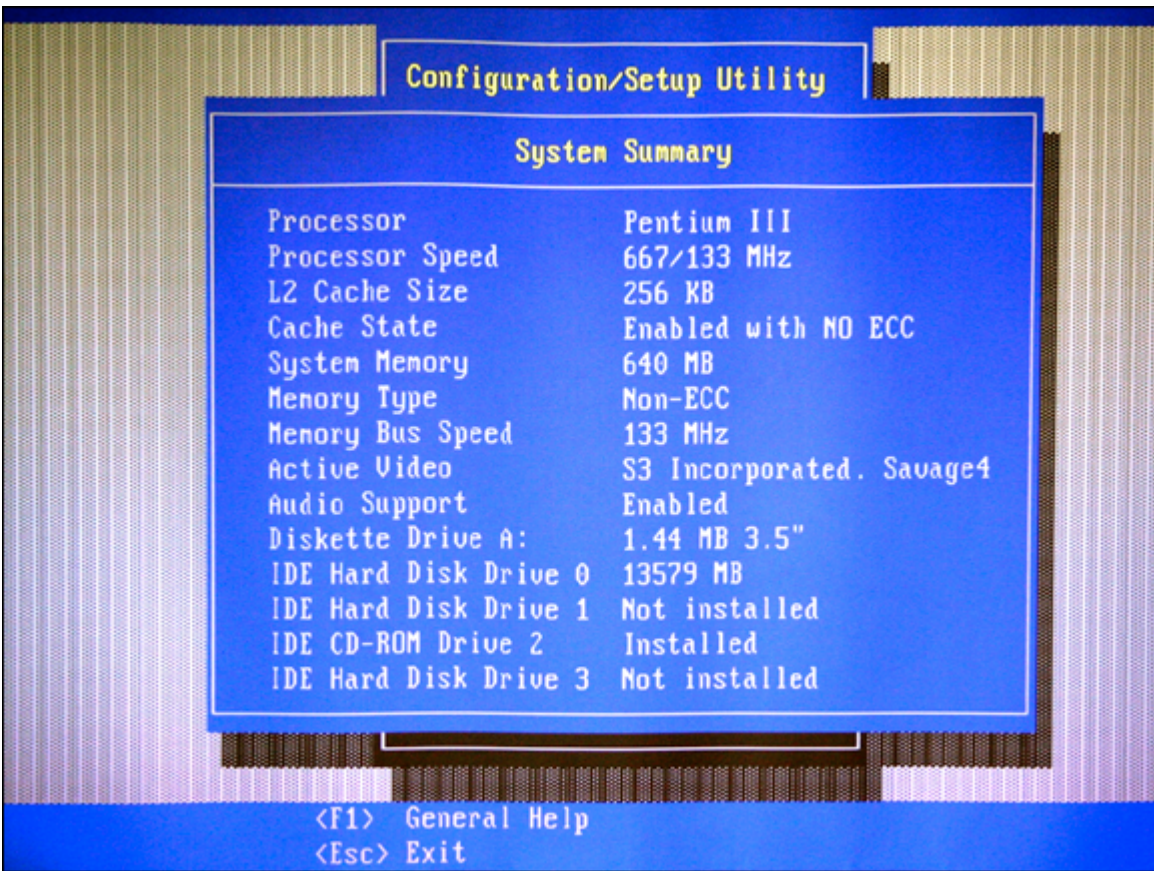 Configuration/Setup Utility
System Summary
Processor Pentium III
Processor Speed 667/133 MHz
L2 Cache Size 256 KB
Cache State Enabled with NO ECC
System Memory 640 MB
Memory Type Non-ECC
Memory Bus Speed 133 MHz
Active Video S3 Incorporated. Savage4
Audio Support Enabled
Diskette Drive A: 1.44 MB 3.5"
IDE Hard Disk Drive 0 13579 MB
IDE Hard Disk Drive 1 Not installed
IDE CD-ROM Drive 2 Installed
IDE Hard Disk Drive 3 Not installed
<F1> General Help
<Esc> Exit